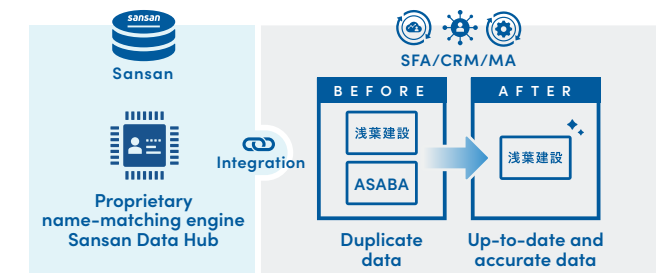 sansan
Sansan
Proprietary
name-matching engine
Sansan Data Hub
Integration
SFA/CRM/MA
BEFORE
浅葉建設
ASABA
Duplicate
data
AFTER
浅葉建設
Up-to-date and
accurate data